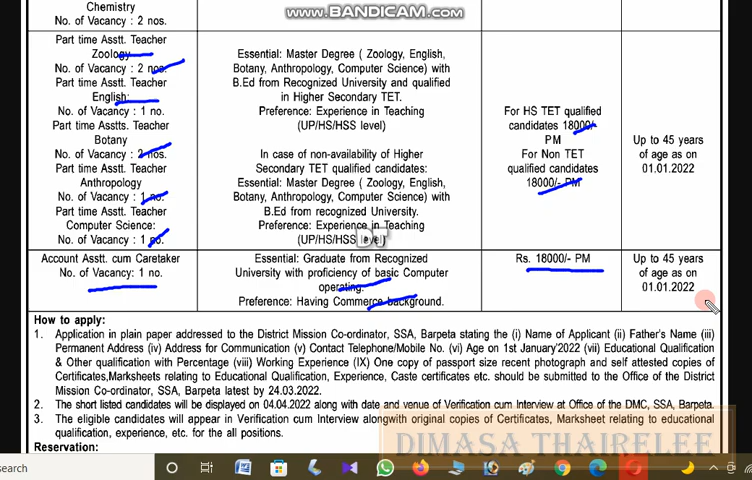 www.BANDICAM.com
Chemistry
No. of Vacancy : 2 nos.
Part time Asstt. Teacher
Zoology
No. of Vacancy : 2 nos.
Part time Asstt. Teacher
English:
No. of Vacancy : 1 no.
Part time Asstts. Teacher
Botany
No. of Vacancy : 2 nos.
Part time Asstt. Teacher
Anthropology
No. of Vacancy : 1 no.
Part time Asstt. Teacher
Computer Science:
No. of Vacancy : 1 no.
Essential: Master Degree ( Zoology, English,
Botany, Anthropology, Computer Science) with
B.Ed from Recognized University and qualified
in Higher Secondary TET.
Preference: Experience in Teaching
(UP/HS/HSS level)
In case of non-availability of Higher
Secondary TET qualified candidates:
Essential: Master Degree ( Zoology, English,
Botany, Anthropology, Computer Science) with
B.Ed from recognized University.
Preference: Experience in Teaching
(UP/HS/HSS level)
For HS TET qualified
candidates 18000/-
PM
For Non TET
qualified candidates
18000/- PM
Up to 45 years
of age as on
01.01.2022
Account Asstt. cum Caretaker
No. of Vacancy: 1 no.
Essential: Graduate from Recognized
University with proficiency of basic Computer
operating.
Preference: Having Commerce background.
Rs. 18000/- PM
Up to 45 years
of age as on
01.01.2022
How to apply:
1. Application in plain paper addressed to the District Mission Co-ordinator, SSA, Barpeta stating the (i) Name of Applicant (ii) Father's Name (iii)
Permanent Address (iv) Address for Communication (v) Contact Telephone/Mobile No. (vi) Age on 1st January'2022 (vii) Educational Qualification
& Other qualification with Percentage (viii) Working Experience (IX) One copy of passport size recent photograph and self attested copies of
Certificates,Marksheets relating to Educational Qualification, Experience, Caste certificates etc. should be submitted to the Office of the District
Mission Co-ordinator, SSA, Barpeta latest by 24.03.2022.
2. The short listed candidates will be displayed on 04.04.2022 along with date and venue of Verification cum Interview at Office of the DMC, SSA, Barpeta.
3. The eligible candidates will appear in Verification cum Interview alongwith original copies of Certificates, Marksheet relating to educational
qualification, experience, etc. for the all positions.
Reservation:
DIMASA THAIRELEE
search